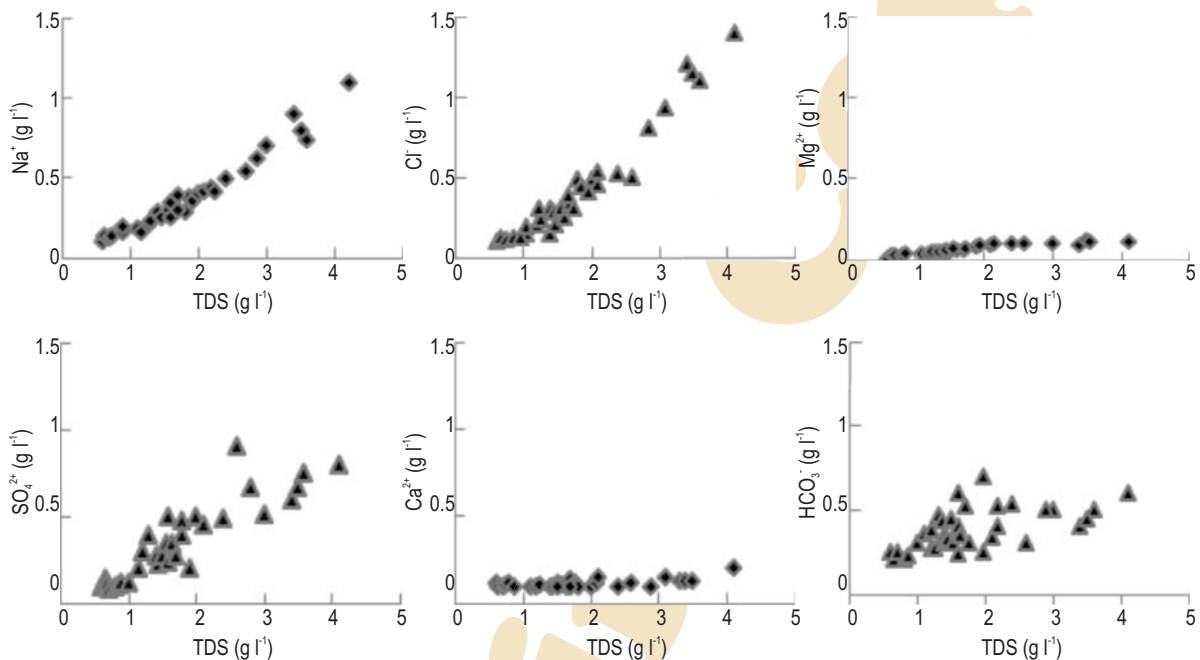 1.5
1
0.5
0
Na⁺ (g l⁻¹)
0 1 2 3 4 5
TDS (g l⁻¹)
1.5
1
0.5
0
Cl⁻ (g l⁻¹)
0 1 2 3 4 5
TDS (g l⁻¹)
1.5
1
0.5
0
Mg²⁺ (g l⁻¹)
0 1 2 3 4 5
TDS (g l⁻¹)
1.5
1
0.5
0
SO₄²⁺ (g l⁻¹)
0 1 2 3 4 5
TDS (g l⁻¹)
1.5
1
0.5
0
Ca²⁺ (g l⁻¹)
0 1 2 3 4 5
TDS (g l⁻¹)
1.5
1
0.5
0
HCO₃⁻ (g l⁻¹)
0 1 2 3 4 5
TDS (g l⁻¹)